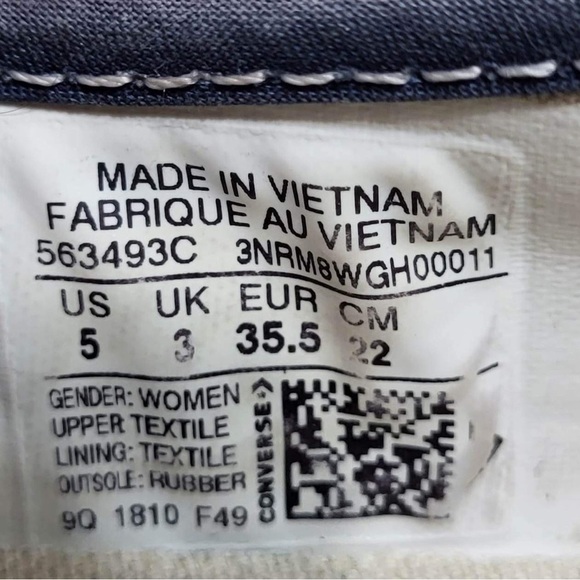 MADE IN VIETNAM
FABRIQUE AU VIETNAM
563493C 3NRM8WGH00011
US UK EUR CM
5 3 35.5 22
GENDER: WOMEN
UPPER TEXTILE
LINING: TEXTILE
OUTSOLE: RUBBER
9Q 1810 F49
CONVERSE